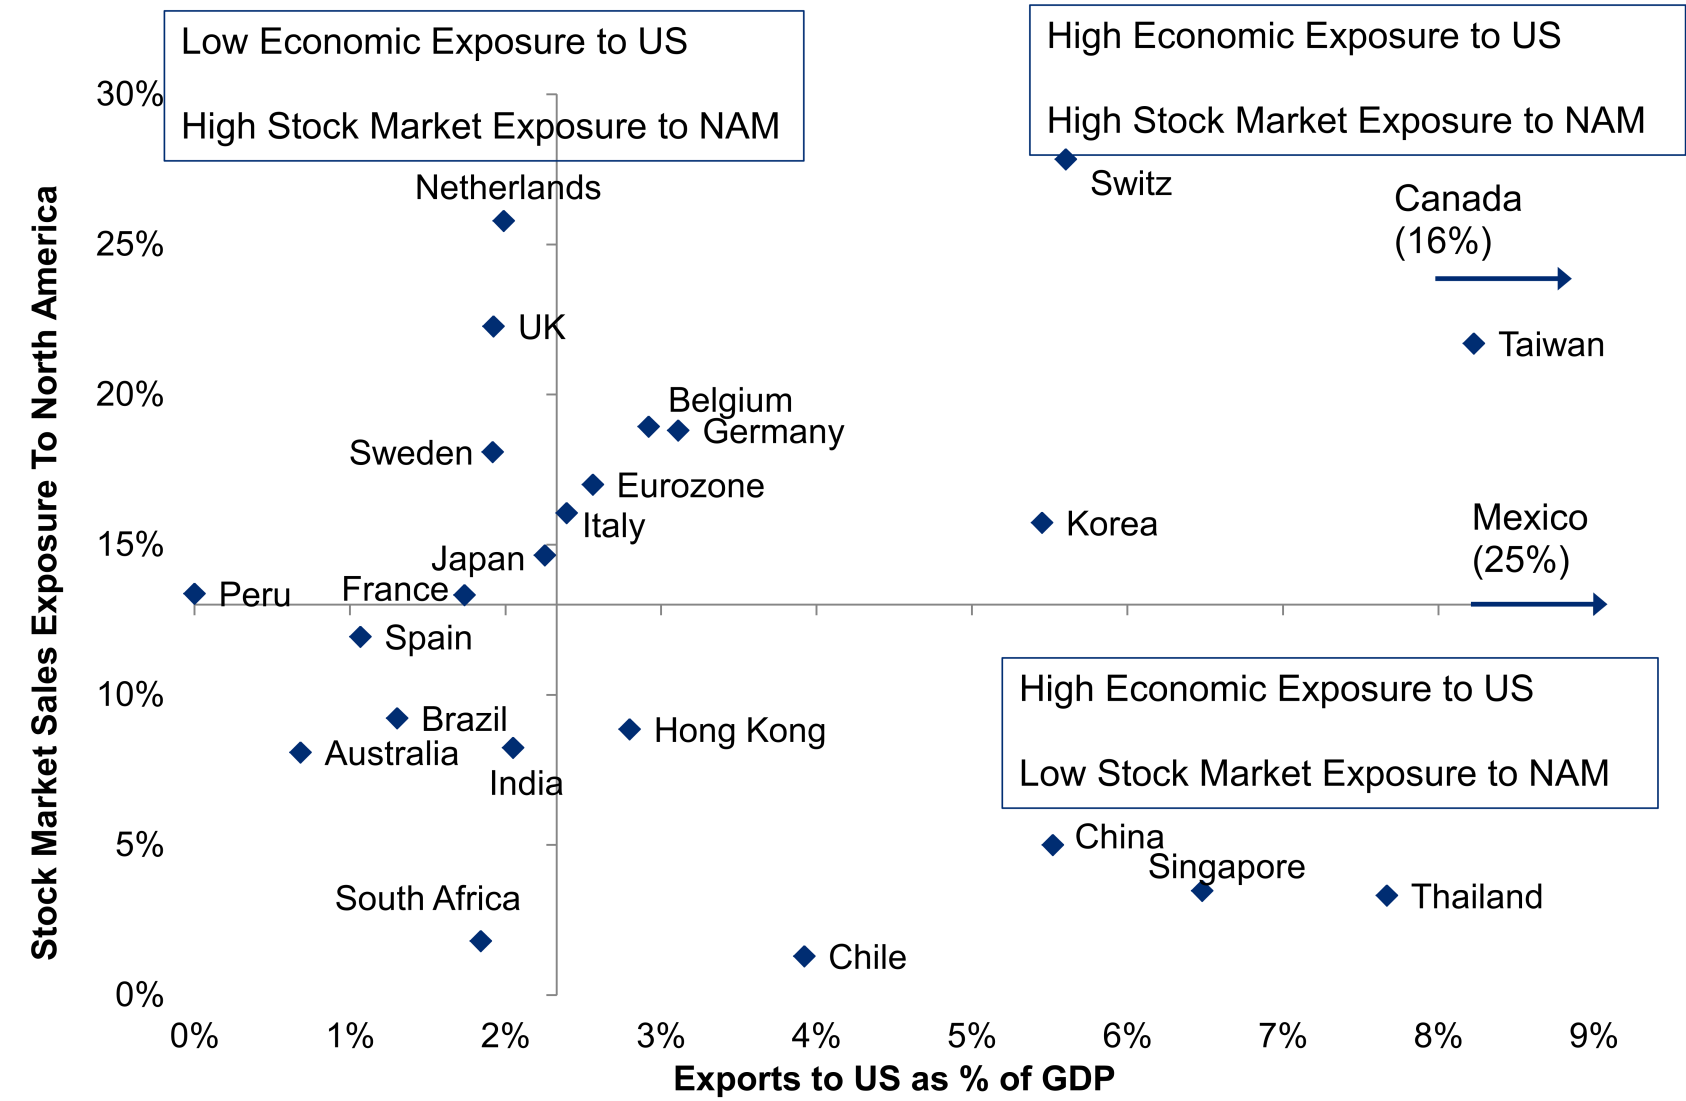 Low Economic Exposure to US
High Stock Market Exposure to NAM
High Economic Exposure to US
High Stock Market Exposure to NAM
Stock Market Sales Exposure To North America
30%
25%
20%
15%
10%
5%
0%
Netherlands
Switz
Canada
(16%)
UK
Taiwan
Belgium
Germany
Sweden
Eurozone
Italy
Korea
Mexico
(25%)
Japan
France
Peru
Spain
High Economic Exposure to US
Low Stock Market Exposure to NAM
Brazil
Hong Kong
Australia
India
China
Singapore
South Africa
Thailand
Chile
0% 1% 2% 3% 4% 5% 6% 7% 8% 9%
Exports to US as % of GDP